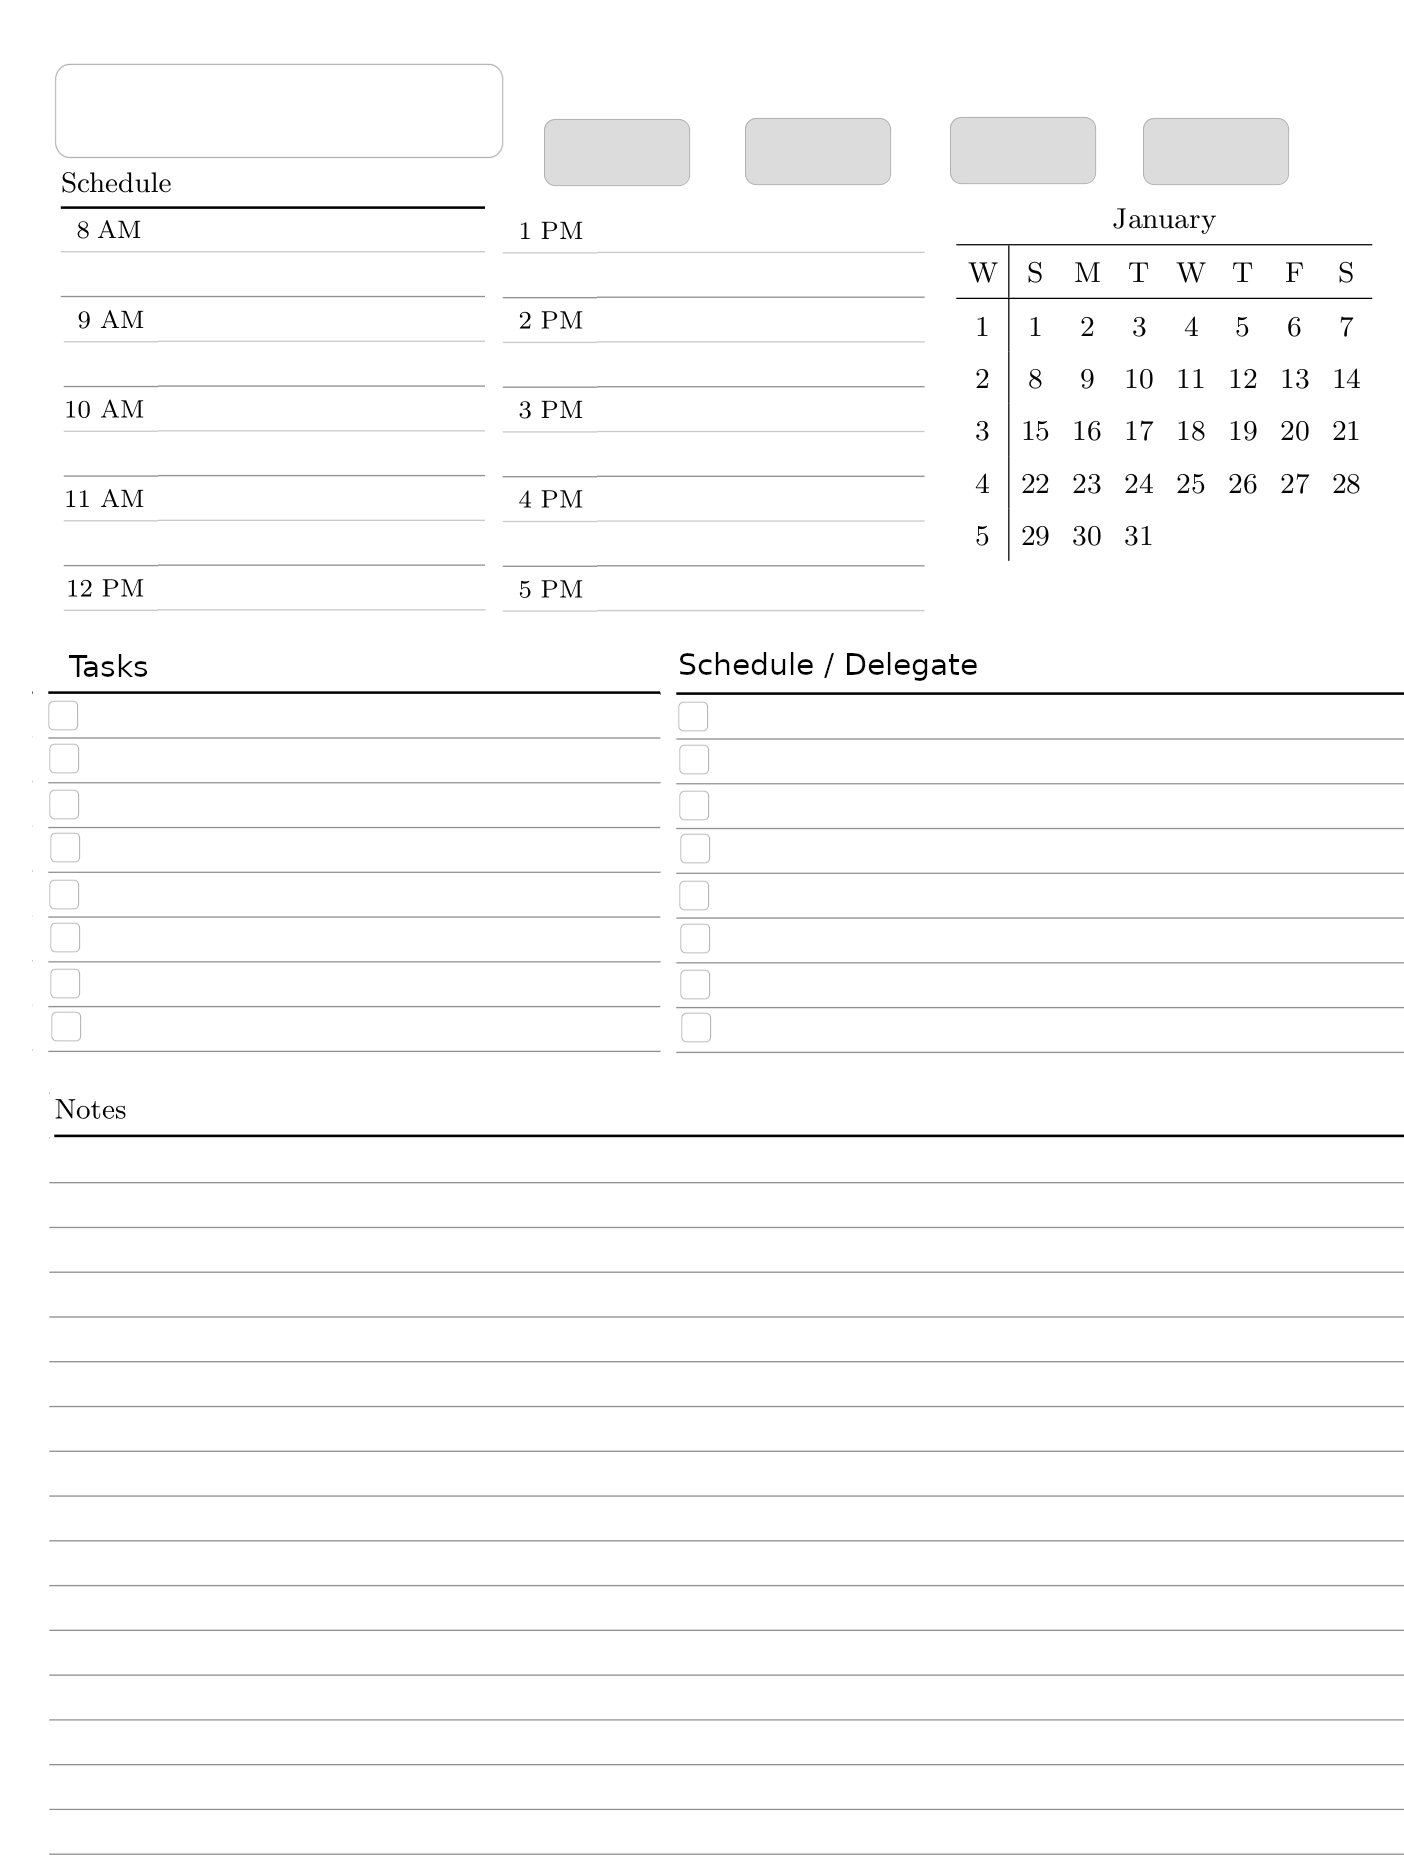 Schedule
8 AM
9 AM
10 AM
11 AM
12 PM
1 PM
2 PM
3 PM
4 PM
5 PM
January
W S M T W T F S
1 1 2 3 4 5 6 7
2 8 9 10 11 12 13 14
3 15 16 17 18 19 20 21
4 22 23 24 25 26 27 28
5 29 30 31
Tasks
Schedule / Delegate
Notes